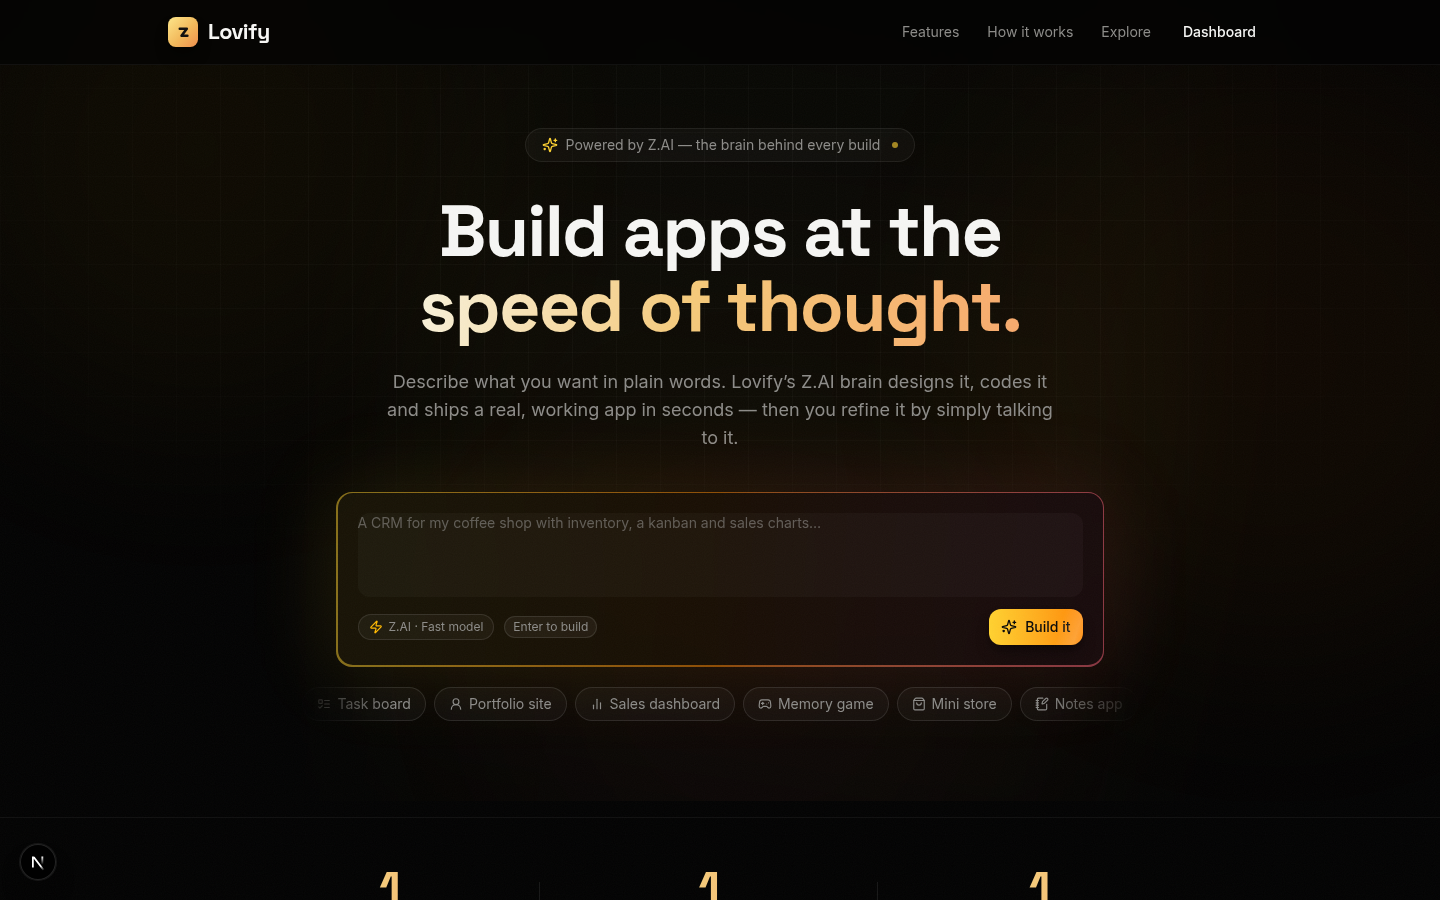 Z Lovify
Features How it works Explore Dashboard
Powered by Z.AI — the brain behind every build
Build apps at the
speed of thought.
Describe what you want in plain words. Lovify’s Z.AI brain designs it, codes it
and ships a real, working app in seconds — then you refine it by simply talking
to it.
A CRM for my coffee shop with inventory, a kanban and sales charts...
Z.AI · Fast model Enter to build Build it
Task board Portfolio site Sales dashboard Memory game Mini store Notes app
N
1 1 1